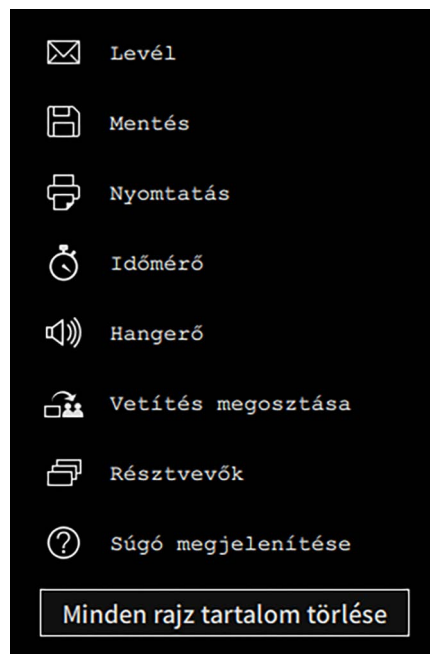 Levél
Mentés
Nyomtatás
Időmérő
Hangerő
Vetítés megosztása
Résztvevők
Súgó megjelenítése
Minden rajz tartalom törlése